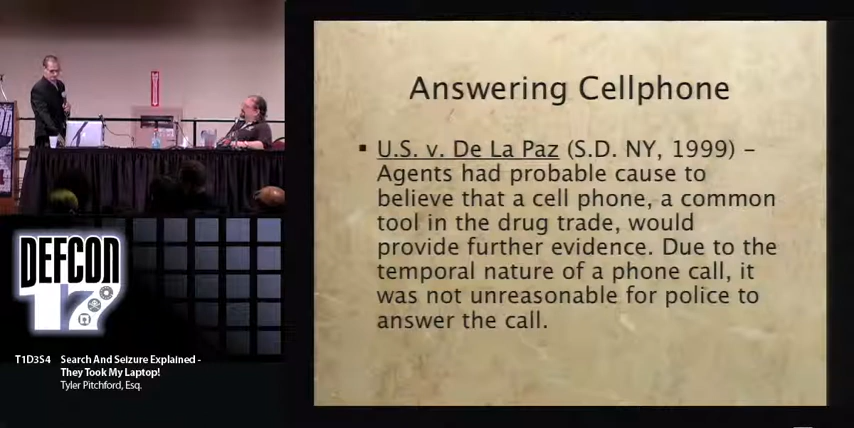 Answering Cellphone
▪ U.S. v. De La Paz (S.D. NY, 1999) –
Agents had probable cause to
believe that a cell phone, a common
tool in the drug trade, would
provide further evidence. Due to the
temporal nature of a phone call, it
was not unreasonable for police to
answer the call.
DEFCON
17
T1D3S4 Search And Seizure Explained -
They Took My Laptop!
Tyler Pitchford, Esq.